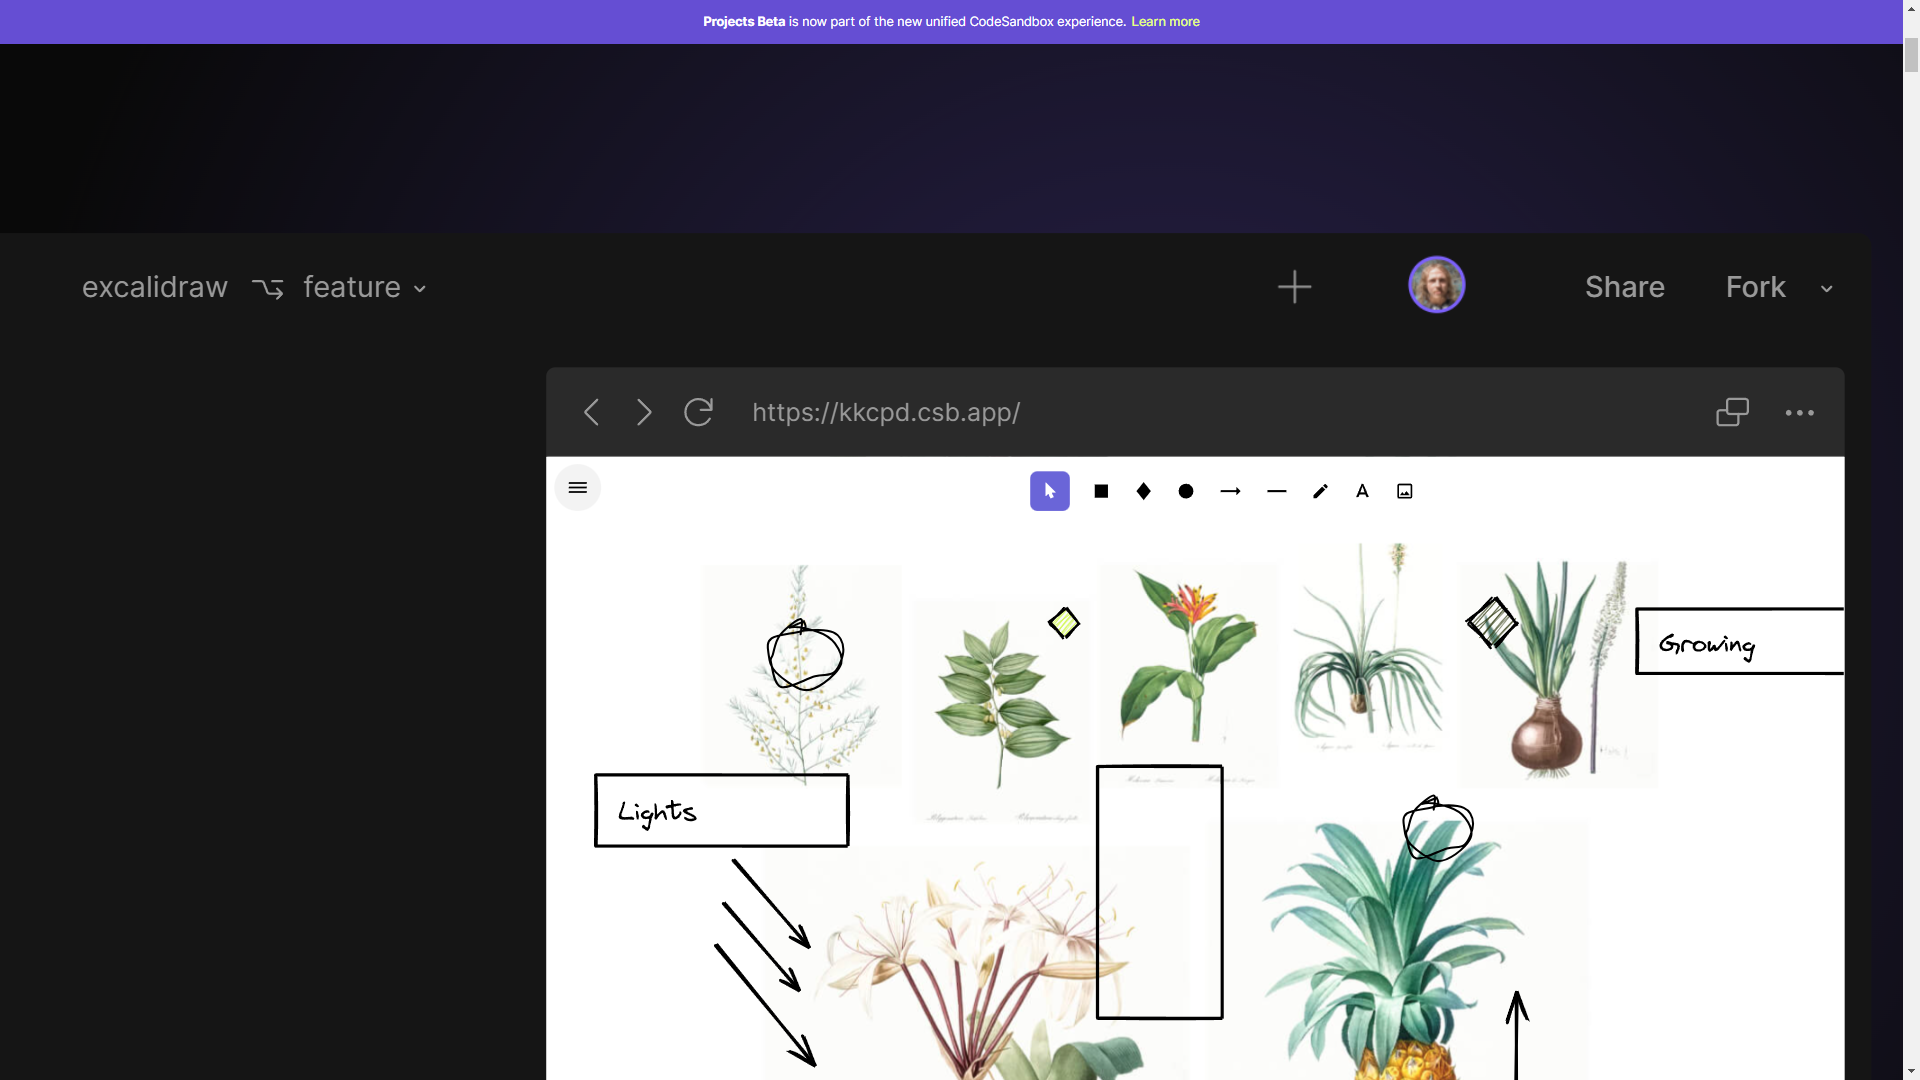 Projects Beta is now part of the new unified CodeSandbox experience. Learn more
excalidraw feature
Share Fork
https://kkcpd.csb.app/
A
Growing
Lights